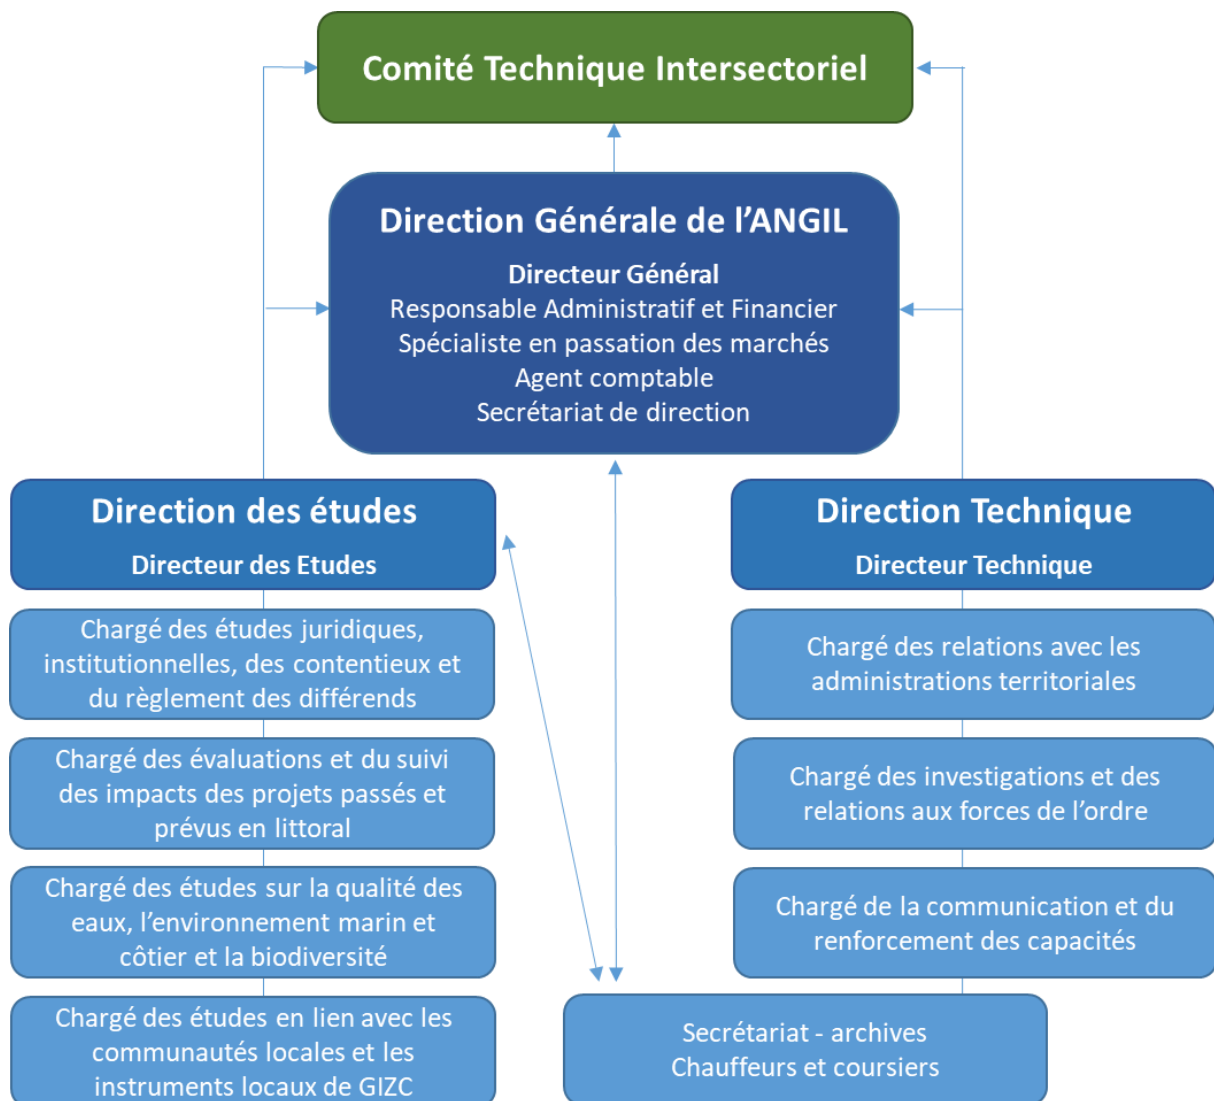 Comité Technique Intersectoriel
Direction Générale de l’ANGIL
Directeur Général
Responsable Administratif et Financier
Spécialiste en passation des marchés
Agent comptable
Secrétariat de direction
Direction des études
Directeur des Etudes
Chargé des études juridiques,
institutionnelles, des contentieux et
du règlement des différends
Chargé des évaluations et du suivi
des impacts des projets passés et
prévus en littoral
Chargé des études sur la qualité des
eaux, l’environnement marin et
côtier et la biodiversité
Chargé des études en lien avec les
communautés locales et les
instruments locaux de GIZC
Direction Technique
Directeur Technique
Chargé des relations avec les
administrations territoriales
Chargé des investigations et des
relations aux forces de l’ordre
Chargé de la communication et du
renforcement des capacités
Secrétariat - archives
Chauffeurs et coursiers